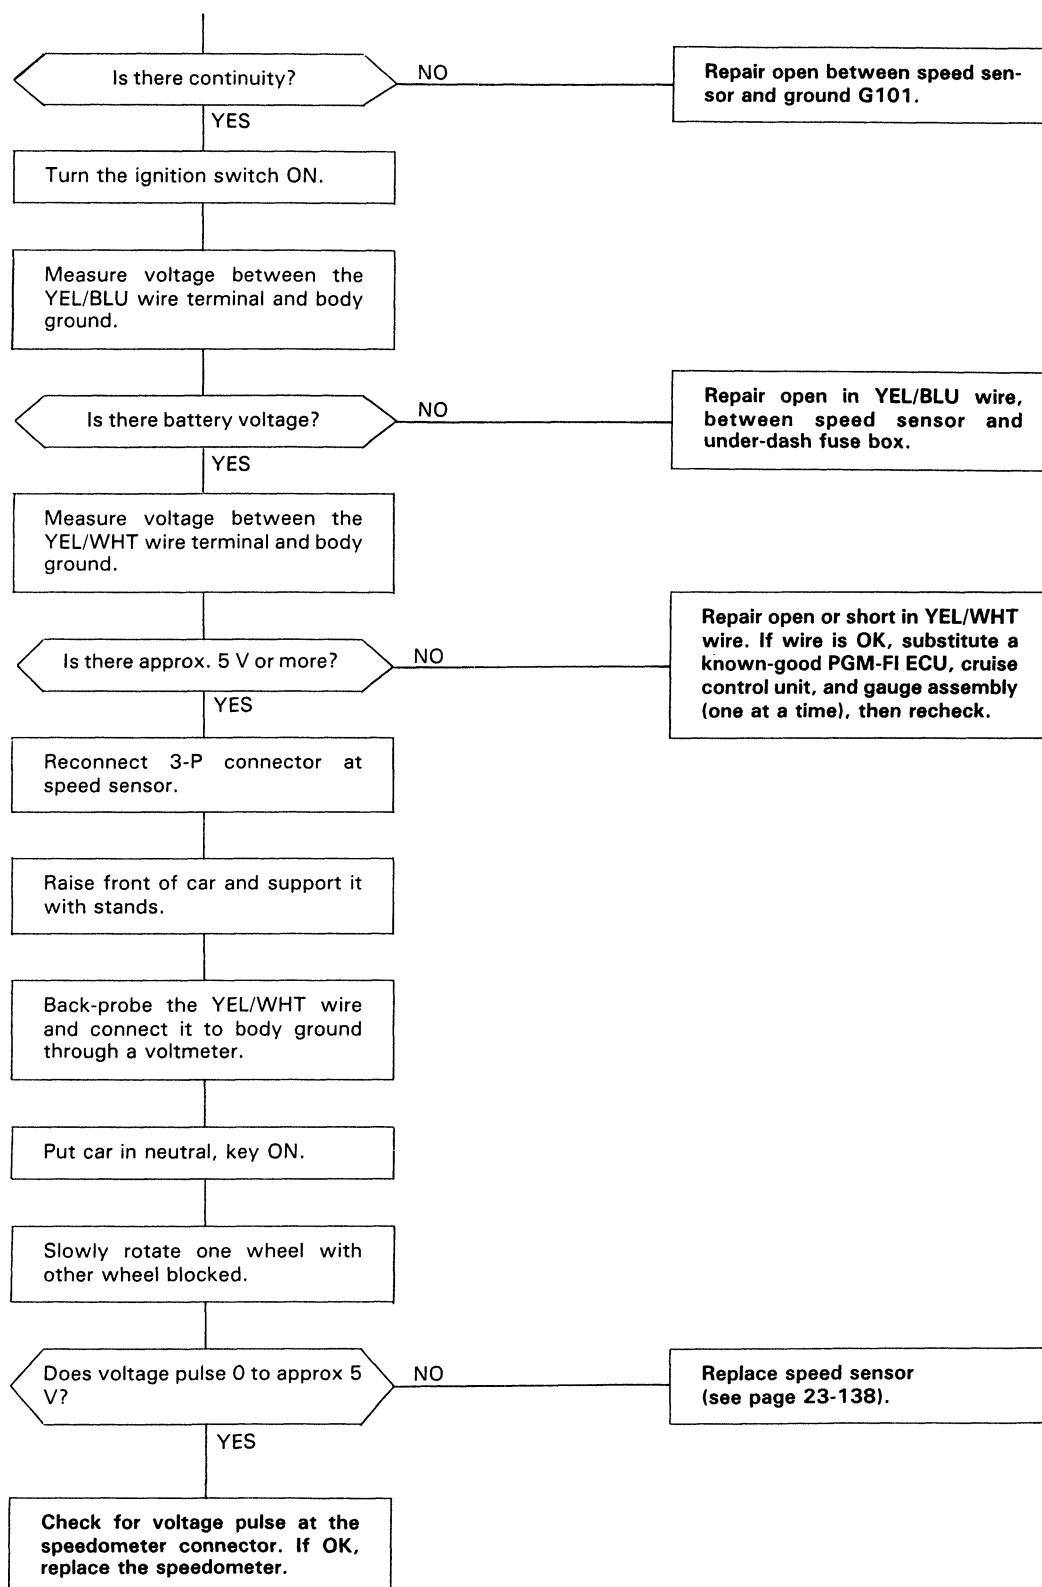 Is there continuity?
NO
Repair open between speed sen-
sor and ground G101.
YES
Turn the ignition switch ON.
Measure voltage between the
YEL/BLU wire terminal and body
ground.
Is there battery voltage?
NO
Repair open in YEL/BLU wire,
between speed sensor and
under-dash fuse box.
YES
Measure voltage between the
YEL/WHT wire terminal and body
ground.
Is there approx. 5 V or more?
NO
Repair open or short in YEL/WHT
wire. If wire is OK, substitute a
known-good PGM-FI ECU, cruise
control unit, and gauge assembly
(one at a time), then recheck.
YES
Reconnect 3-P connector at
speed sensor.
Raise front of car and support it
with stands.
Back-probe the YEL/WHT wire
and connect it to body ground
through a voltmeter.
Put car in neutral, key ON.
Slowly rotate one wheel with
other wheel blocked.
Does voltage pulse 0 to approx 5
V?
NO
Replace speed sensor
(see page 23-138).
YES
Check for voltage pulse at the
speedometer connector. If OK,
replace the speedometer.